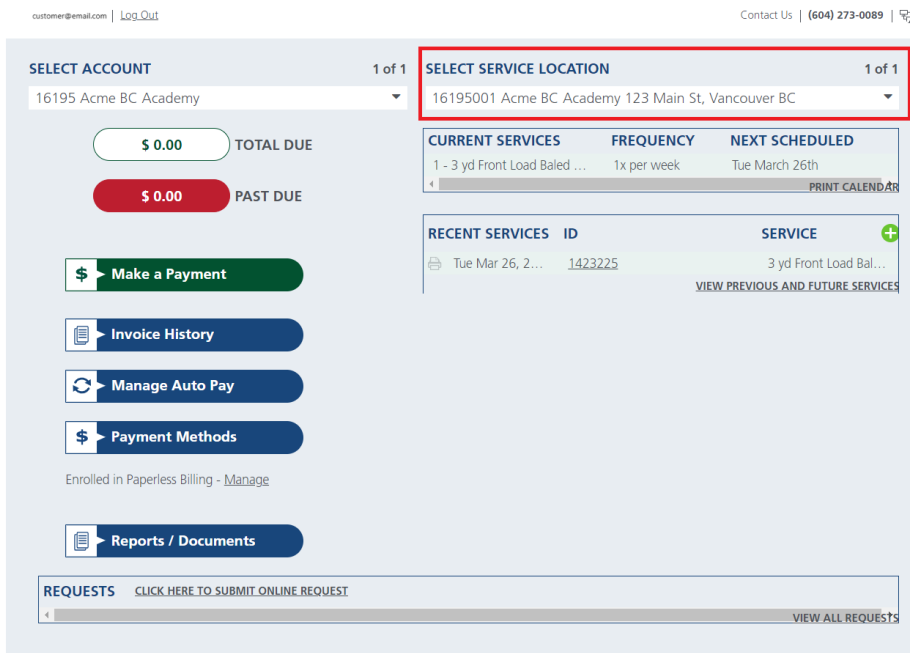 customer@email.com | Log Out
Contact Us | (604) 273-0089 |
SELECT ACCOUNT 1 of 1
16195 Acme BC Academy
$ 0.00 TOTAL DUE
$ 0.00 PAST DUE
$ Make a Payment
Invoice History
Manage Auto Pay
$ Payment Methods
Enrolled in Paperless Billing - Manage
Reports / Documents
SELECT SERVICE LOCATION 1 of 1
16195001 Acme BC Academy 123 Main St, Vancouver BC
CURRENT SERVICES FREQUENCY NEXT SCHEDULED
1 - 3 yd Front Load Baled ... 1x per week Tue March 26th
PRINT CALENDAR
RECENT SERVICES ID SERVICE
Tue Mar 26, 2... 1423225 3 yd Front Load Bal...
VIEW PREVIOUS AND FUTURE SERVICES
REQUESTS CLICK HERE TO SUBMIT ONLINE REQUEST
VIEW ALL REQUESTS